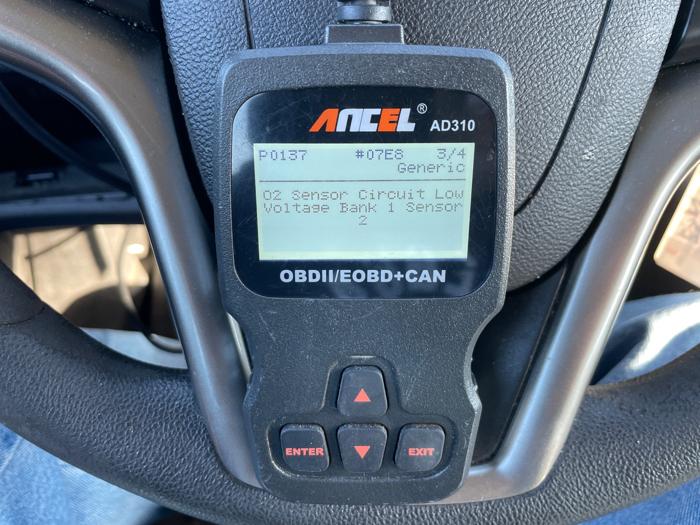 ANCEL® AD310
P0137 #07E8 3/4
Generic
O2 Sensor Circuit Low
Voltage Bank 1 Sensor
2
OBDII/EOBD+CAN
ENTER EXIT